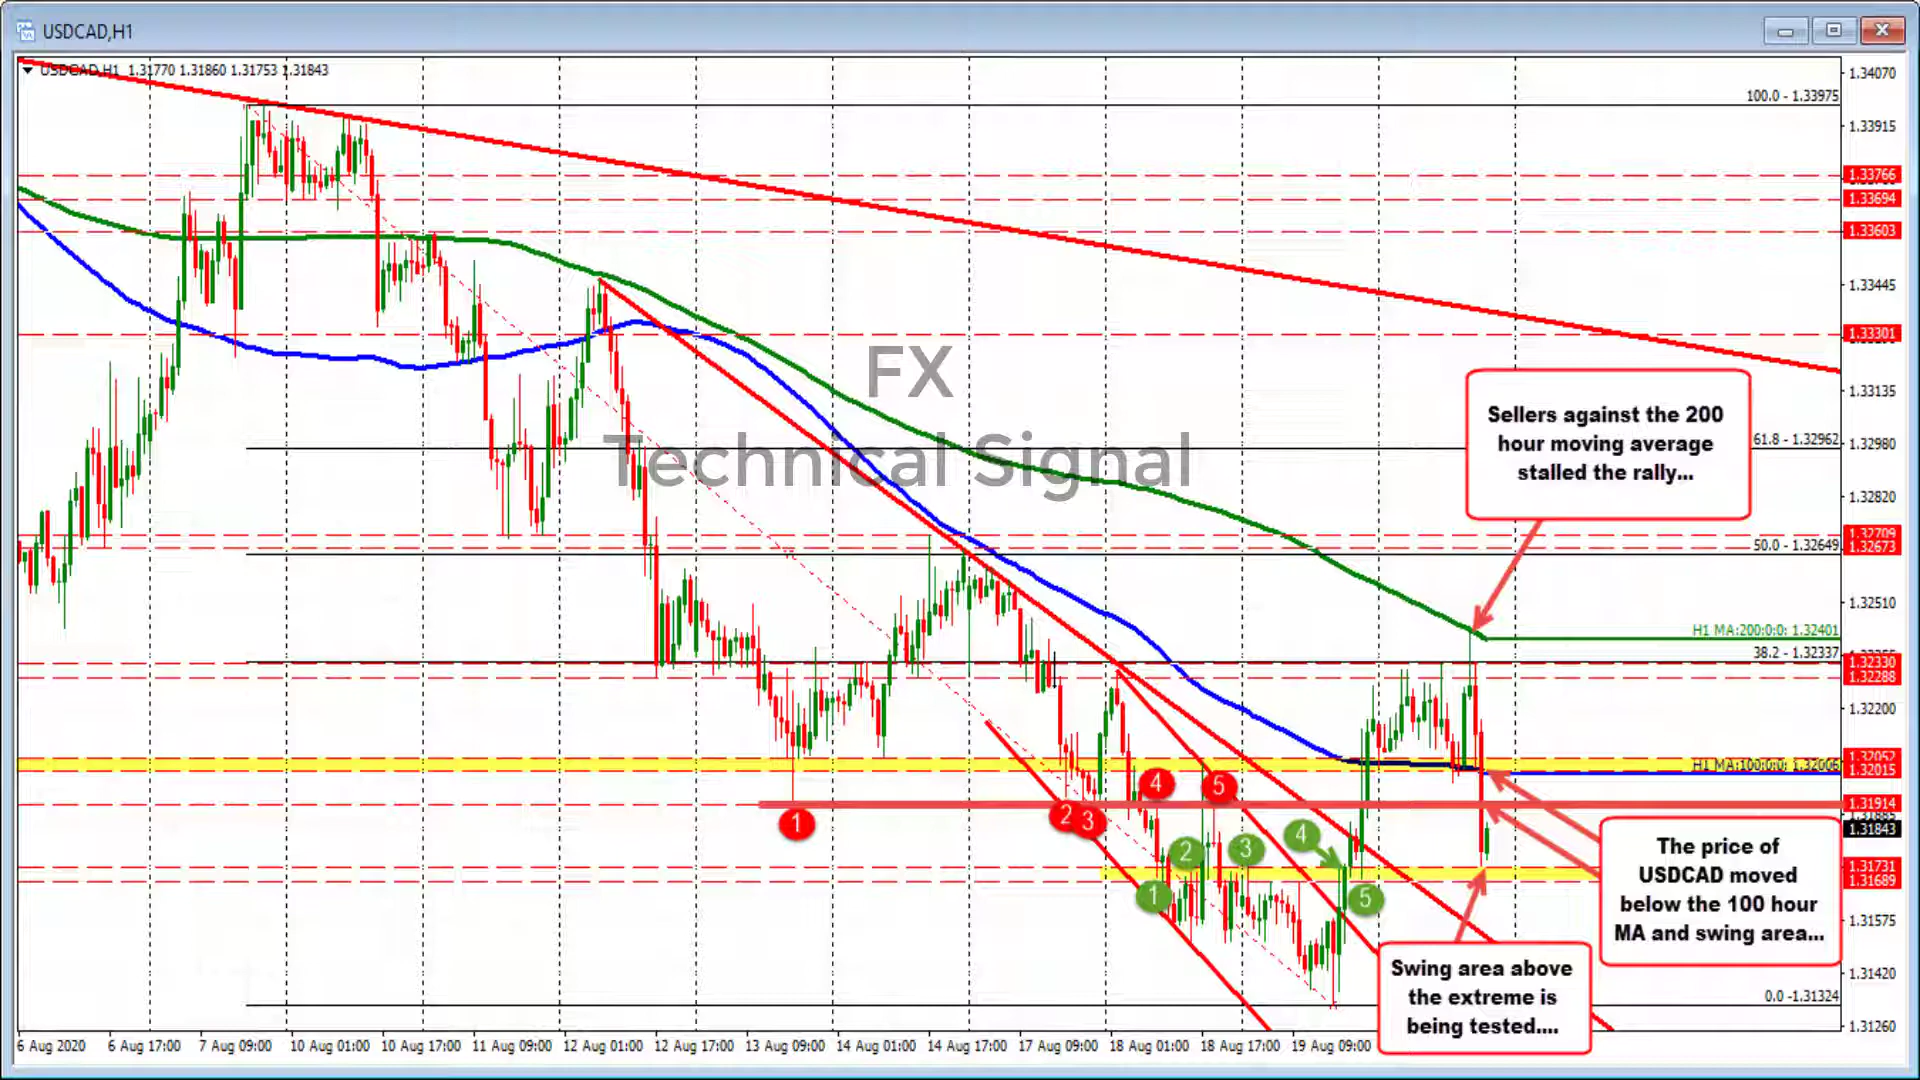 USDCAD,H1
USDCAD,H1 1.31770 1.31860 1.31753 1.31843
1.34070
100.0 - 1.33975
1.33915
1.33766
1.33694
1.33603
1.33445
1.33301
FX
Technical Signal
1.33135
Sellers against the 200
hour moving average
stalled the rally...
61.8 - 1.32962
1.32980
1.32820
1.32709
50.0 - 1.32649
1.32673
1.32510
H1 MA:200:0:0: 1.32401
38.2 - 1.32337
1.32330
1.32288
1.32200
1.32052
H1 MA:100:0:0: 1.32006
1.32015
1.31914
1.31843
1.31731
1.31689
1.31575
1.31420
0.0 -1.31324
1.31260
1
2
3
4
5
1
2
3
4
5
The price of
USDCAD moved
below the 100 hour
MA and swing area...
Swing area above
the extreme is
being tested....
6 Aug 2020
6 Aug 17:00
7 Aug 09:00
10 Aug 01:00
10 Aug 17:00
11 Aug 09:00
12 Aug 01:00
12 Aug 17:00
13 Aug 09:00
14 Aug 01:00
14 Aug 17:00
17 Aug 09:00
18 Aug 01:00
18 Aug 17:00
19 Aug 09:00